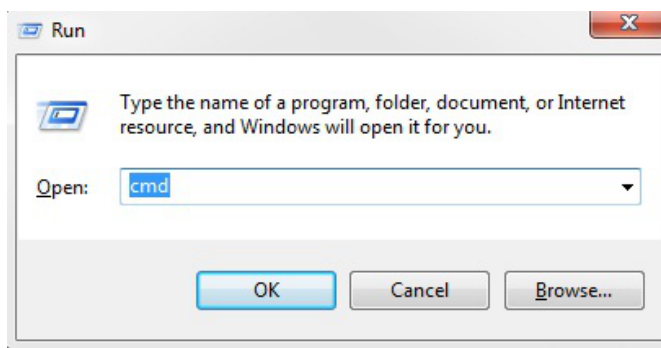 Run
Type the name of a program, folder, document, or Internet
resource, and Windows will open it for you.
Open: cmd
OK Cancel Browse...